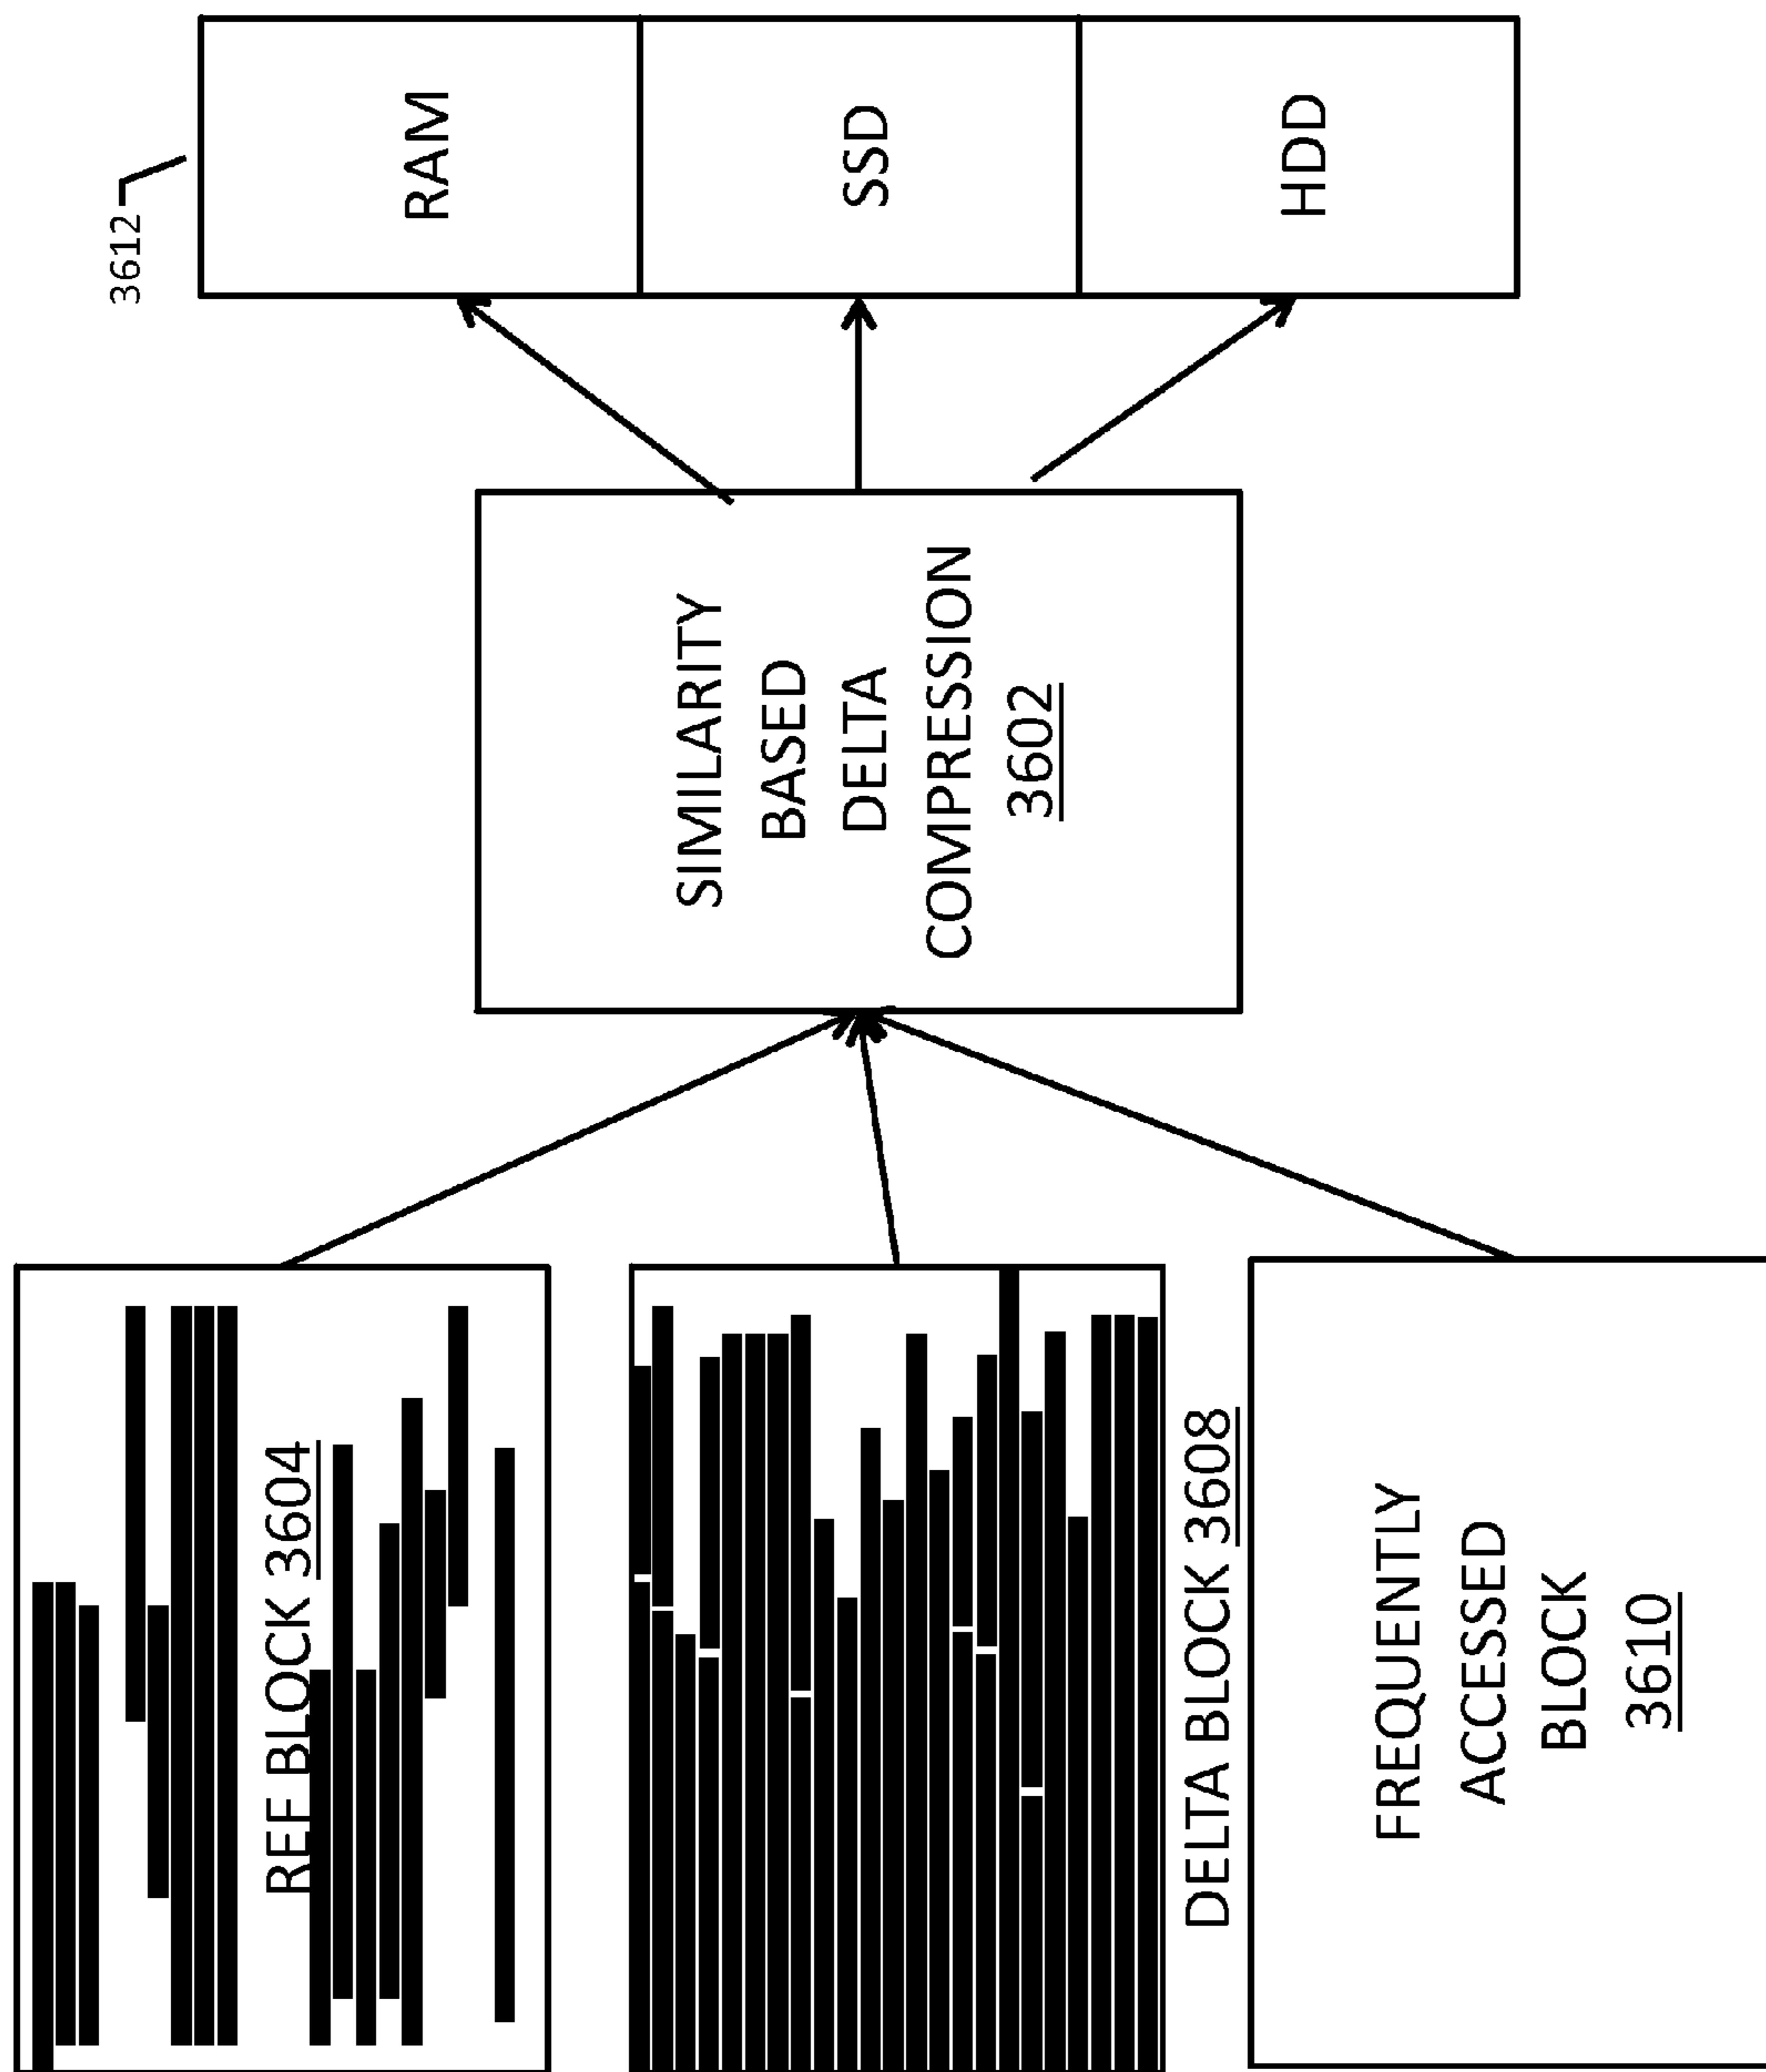 REF BLOCK 3604
DELTA BLOCK 3608
FREQUENTLY
ACCESSED
BLOCK
3610
SIMILARITY
BASED
DELTA
COMPRESSION
3602
3612
RAM
SSD
HDD